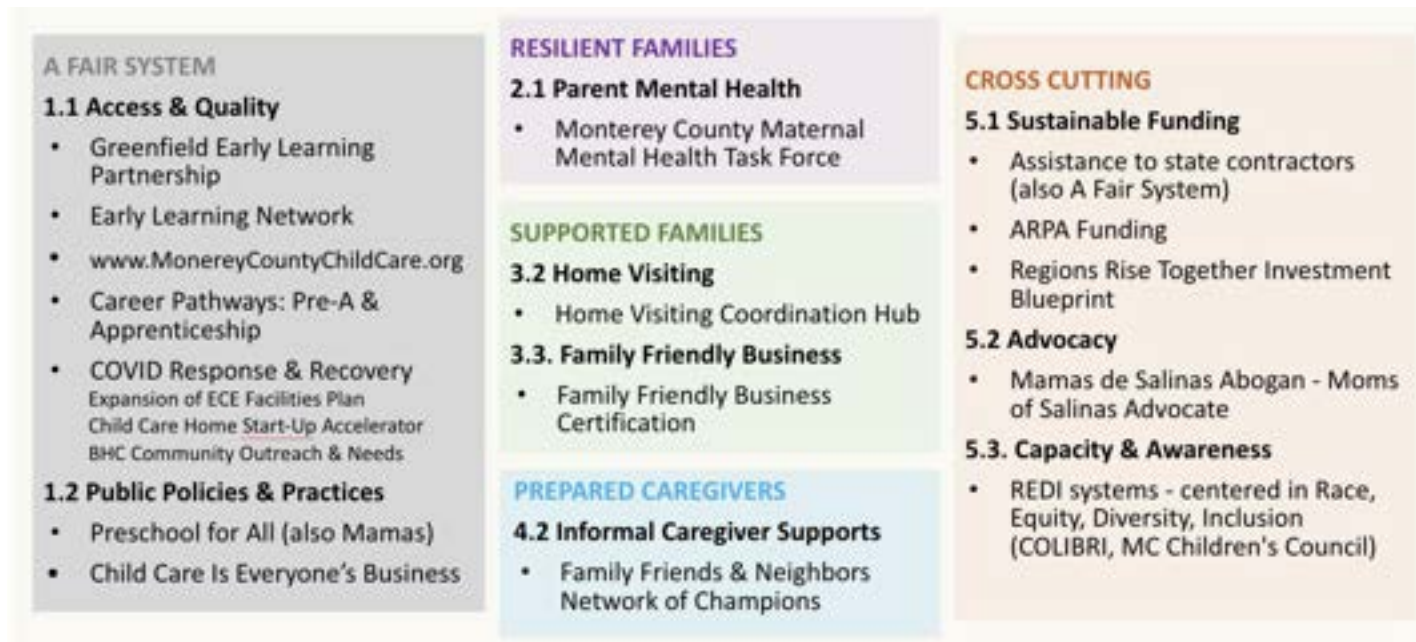 A FAIR SYSTEM
1.1 Access & Quality
• Greenfield Early Learning
Partnership
• Early Learning Network
• www.MonereyCountyChildCare.org
• Career Pathways: Pre-A &
Apprenticeship
• COVID Response & Recovery
Expansion of ECE Facilities Plan
Child Care Home Start-Up Accelerator
BHC Community Outreach & Needs
1.2 Public Policies & Practices
• Preschool for All (also Mamas)
• Child Care Is Everyone's Business
RESILIENT FAMILIES
2.1 Parent Mental Health
• Monterey County Maternal
Mental Health Task Force
SUPPORTED FAMILIES
3.2 Home Visiting
• Home Visiting Coordination Hub
3.3. Family Friendly Business
• Family Friendly Business
Certification
PREPARED CAREGIVERS
4.2 Informal Caregiver Supports
• Family Friends & Neighbors
Network of Champions
CROSS CUTTING
5.1 Sustainable Funding
• Assistance to state contractors
(also A Fair System)
• ARPA Funding
• Regions Rise Together Investment
Blueprint
5.2 Advocacy
• Mamas de Salinas Abogan - Moms
of Salinas Advocate
5.3. Capacity & Awareness
• REDI systems - centered in Race,
Equity, Diversity, Inclusion
(COLIBRI, MC Children's Council)